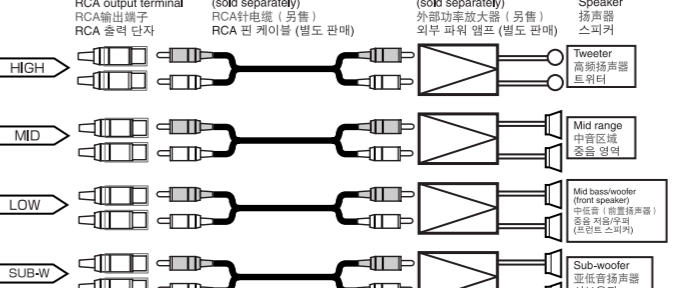 RCA output terminal
RCA输出端子
RCA 출력 단자
(sold separately)
RCA针电缆（另售）
RCA 핀 케이블 (별도 판매)
(sold separately)
外部功率放大器（另售）
외부 파워 앰프 (별도 판매)
Speaker
扬声器
스피커
HIGH
Tweeter
高频扬声器
트위터
MID
Mid range
中音区域
중음 영역
LOW
Mid bass/woofer
(front speaker)
中低音（前置扬声器）
중음 저음/우퍼
(프런트 스피커)
SUB-W
Sub-woofer
亚低音扬声器